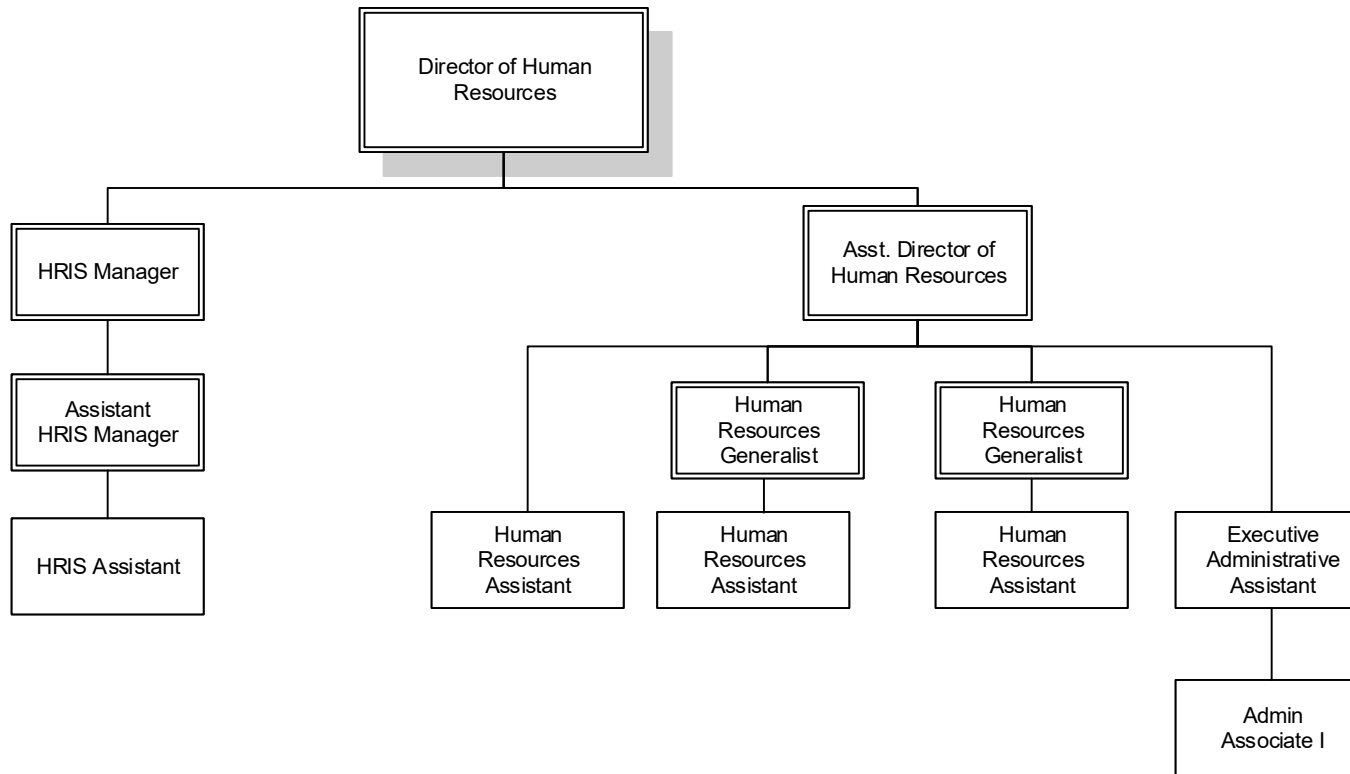 Director of Human
Resources
HRIS Manager
Asst. Director of
Human Resources
Assistant
HRIS Manager
Human
Resources
Generalist
Human
Resources
Generalist
HRIS Assistant
Human
Resources
Assistant
Human
Resources
Assistant
Human
Resources
Assistant
Executive
Administrative
Assistant
Admin
Associate I